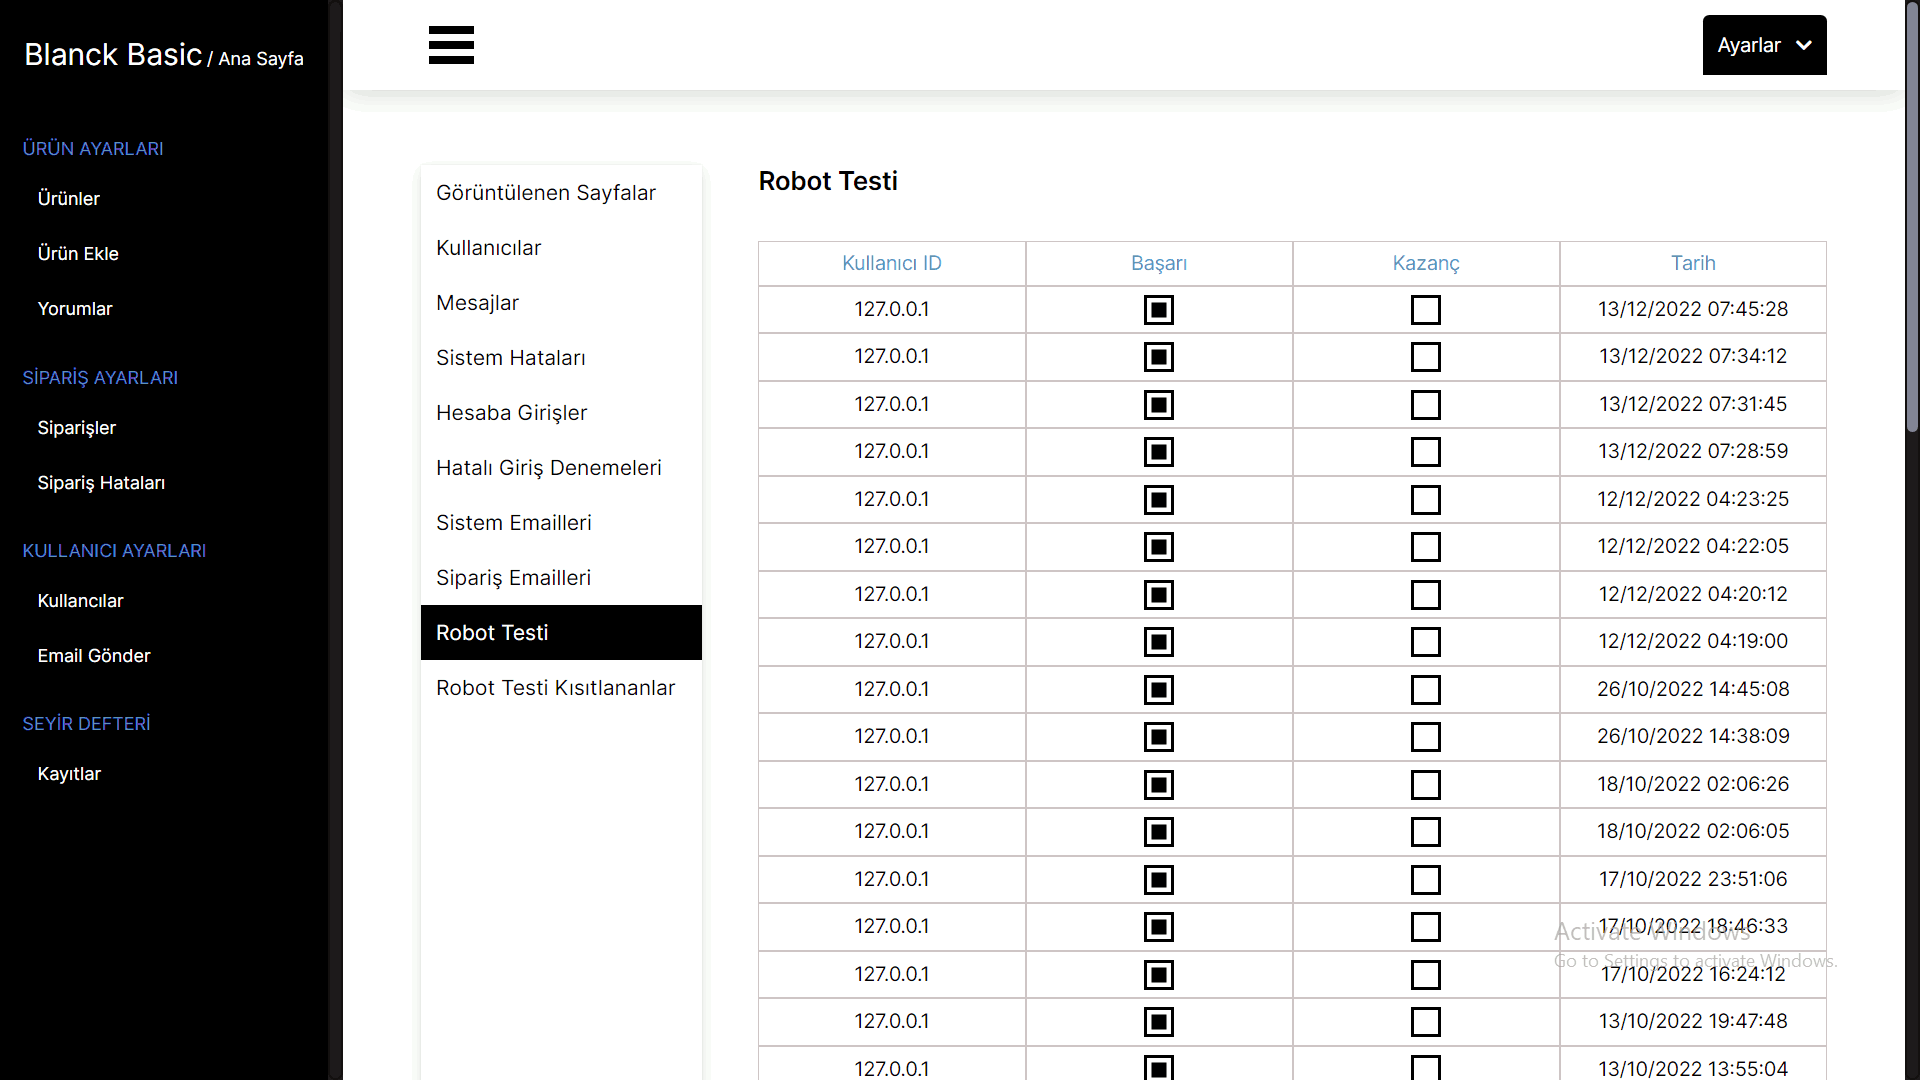 Blanck Basic / Ana Sayfa
ÜRÜN AYARLARI
Ürünler
Ürün Ekle
Yorumlar
SİPARİŞ AYARLARI
Siparişler
Sipariş Hataları
KULLANICI AYARLARI
Kullancılar
Email Gönder
SEYİR DEFTERİ
Kayıtlar
Ayarlar
Görüntülenen Sayfalar
Kullanıcılar
Mesajlar
Sistem Hataları
Hesaba Girişler
Hatalı Giriş Denemeleri
Sistem Emailleri
Sipariş Emailleri
Robot Testi
Robot Testi Kısıtlananlar
Robot Testi
Kullanıcı ID Başarı Kazanç Tarih
127.0.0.1 13/12/2022 07:45:28
127.0.0.1 13/12/2022 07:34:12
127.0.0.1 13/12/2022 07:31:45
127.0.0.1 13/12/2022 07:28:59
127.0.0.1 12/12/2022 04:23:25
127.0.0.1 12/12/2022 04:22:05
127.0.0.1 12/12/2022 04:20:12
127.0.0.1 12/12/2022 04:19:00
127.0.0.1 26/10/2022 14:45:08
127.0.0.1 26/10/2022 14:38:09
127.0.0.1 18/10/2022 02:06:26
127.0.0.1 18/10/2022 02:06:05
127.0.0.1 17/10/2022 23:51:06
127.0.0.1 17/10/2022 18:46:33
127.0.0.1 17/10/2022 16:24:12
127.0.0.1 13/10/2022 19:47:48
127.0.0.1 13/10/2022 13:55:04
Activate Windows
Go to Settings to activate Windows.